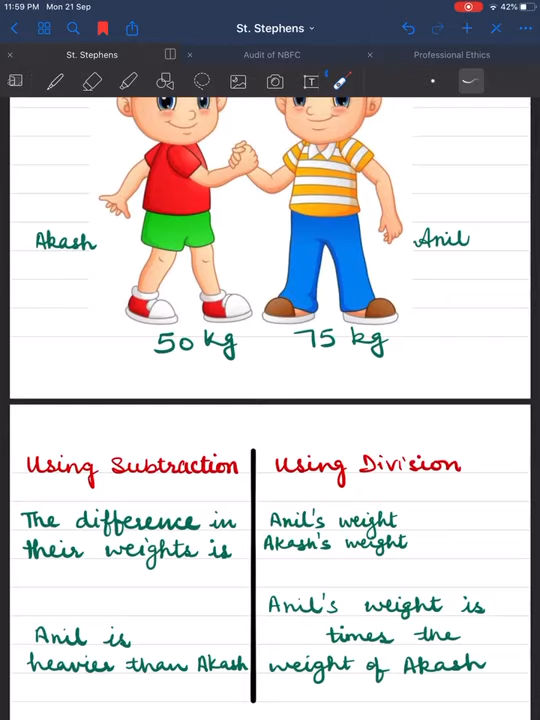 11:59 PM Mon 21 Sep
42%
St. Stephens
St. Stephens
Audit of NBFC
Professional Ethics
Akash
Anil
50 kg
75 kg
Using Subtraction
The difference in
their weights is
Anil is
heavier than Akash
Using Division
Anil's weight
Akash's weight
Anil's weight is
times the
weight of Akash